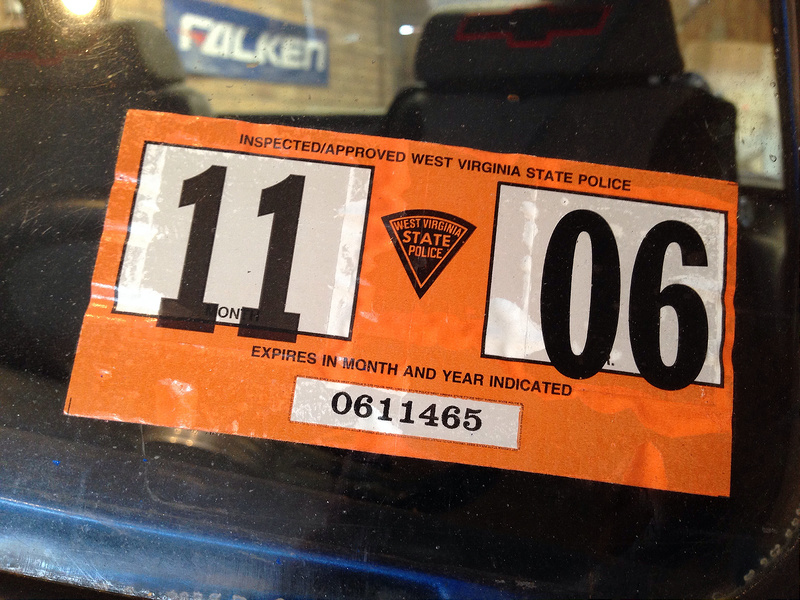 FALKEN
INSPECTED/APPROVED WEST VIRGINIA STATE POLICE
11
MONTH
WEST VIRGINIA
STATE
POLICE
06
EXPIRES IN MONTH AND YEAR INDICATED
0611465